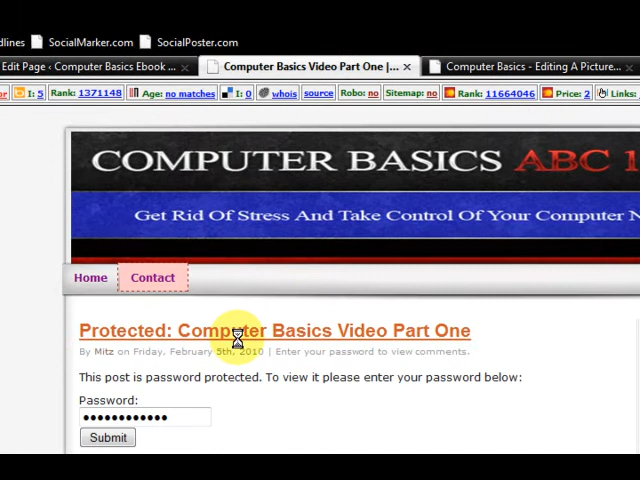 dlines SocialMarker.com SocialPoster.com
Edit Page ‹ Computer Basics Ebook ... Computer Basics Video Part One |... × Computer Basics - Editing A Picture... ×
or I: 5 Rank: 1371148 Age: no matches I: 0 whois source Robo: no Sitemap: no Rank: 11664046 Price: 2 Links:
COMPUTER BASICS ABC 1
Get Rid Of Stress And Take Control Of Your Computer N
Home Contact
Protected: Computer Basics Video Part One
By Mitz on Friday, February 5th, 2010 | Enter your password to view comments.
This post is password protected. To view it please enter your password below:
Password:
••••••••••••
Submit